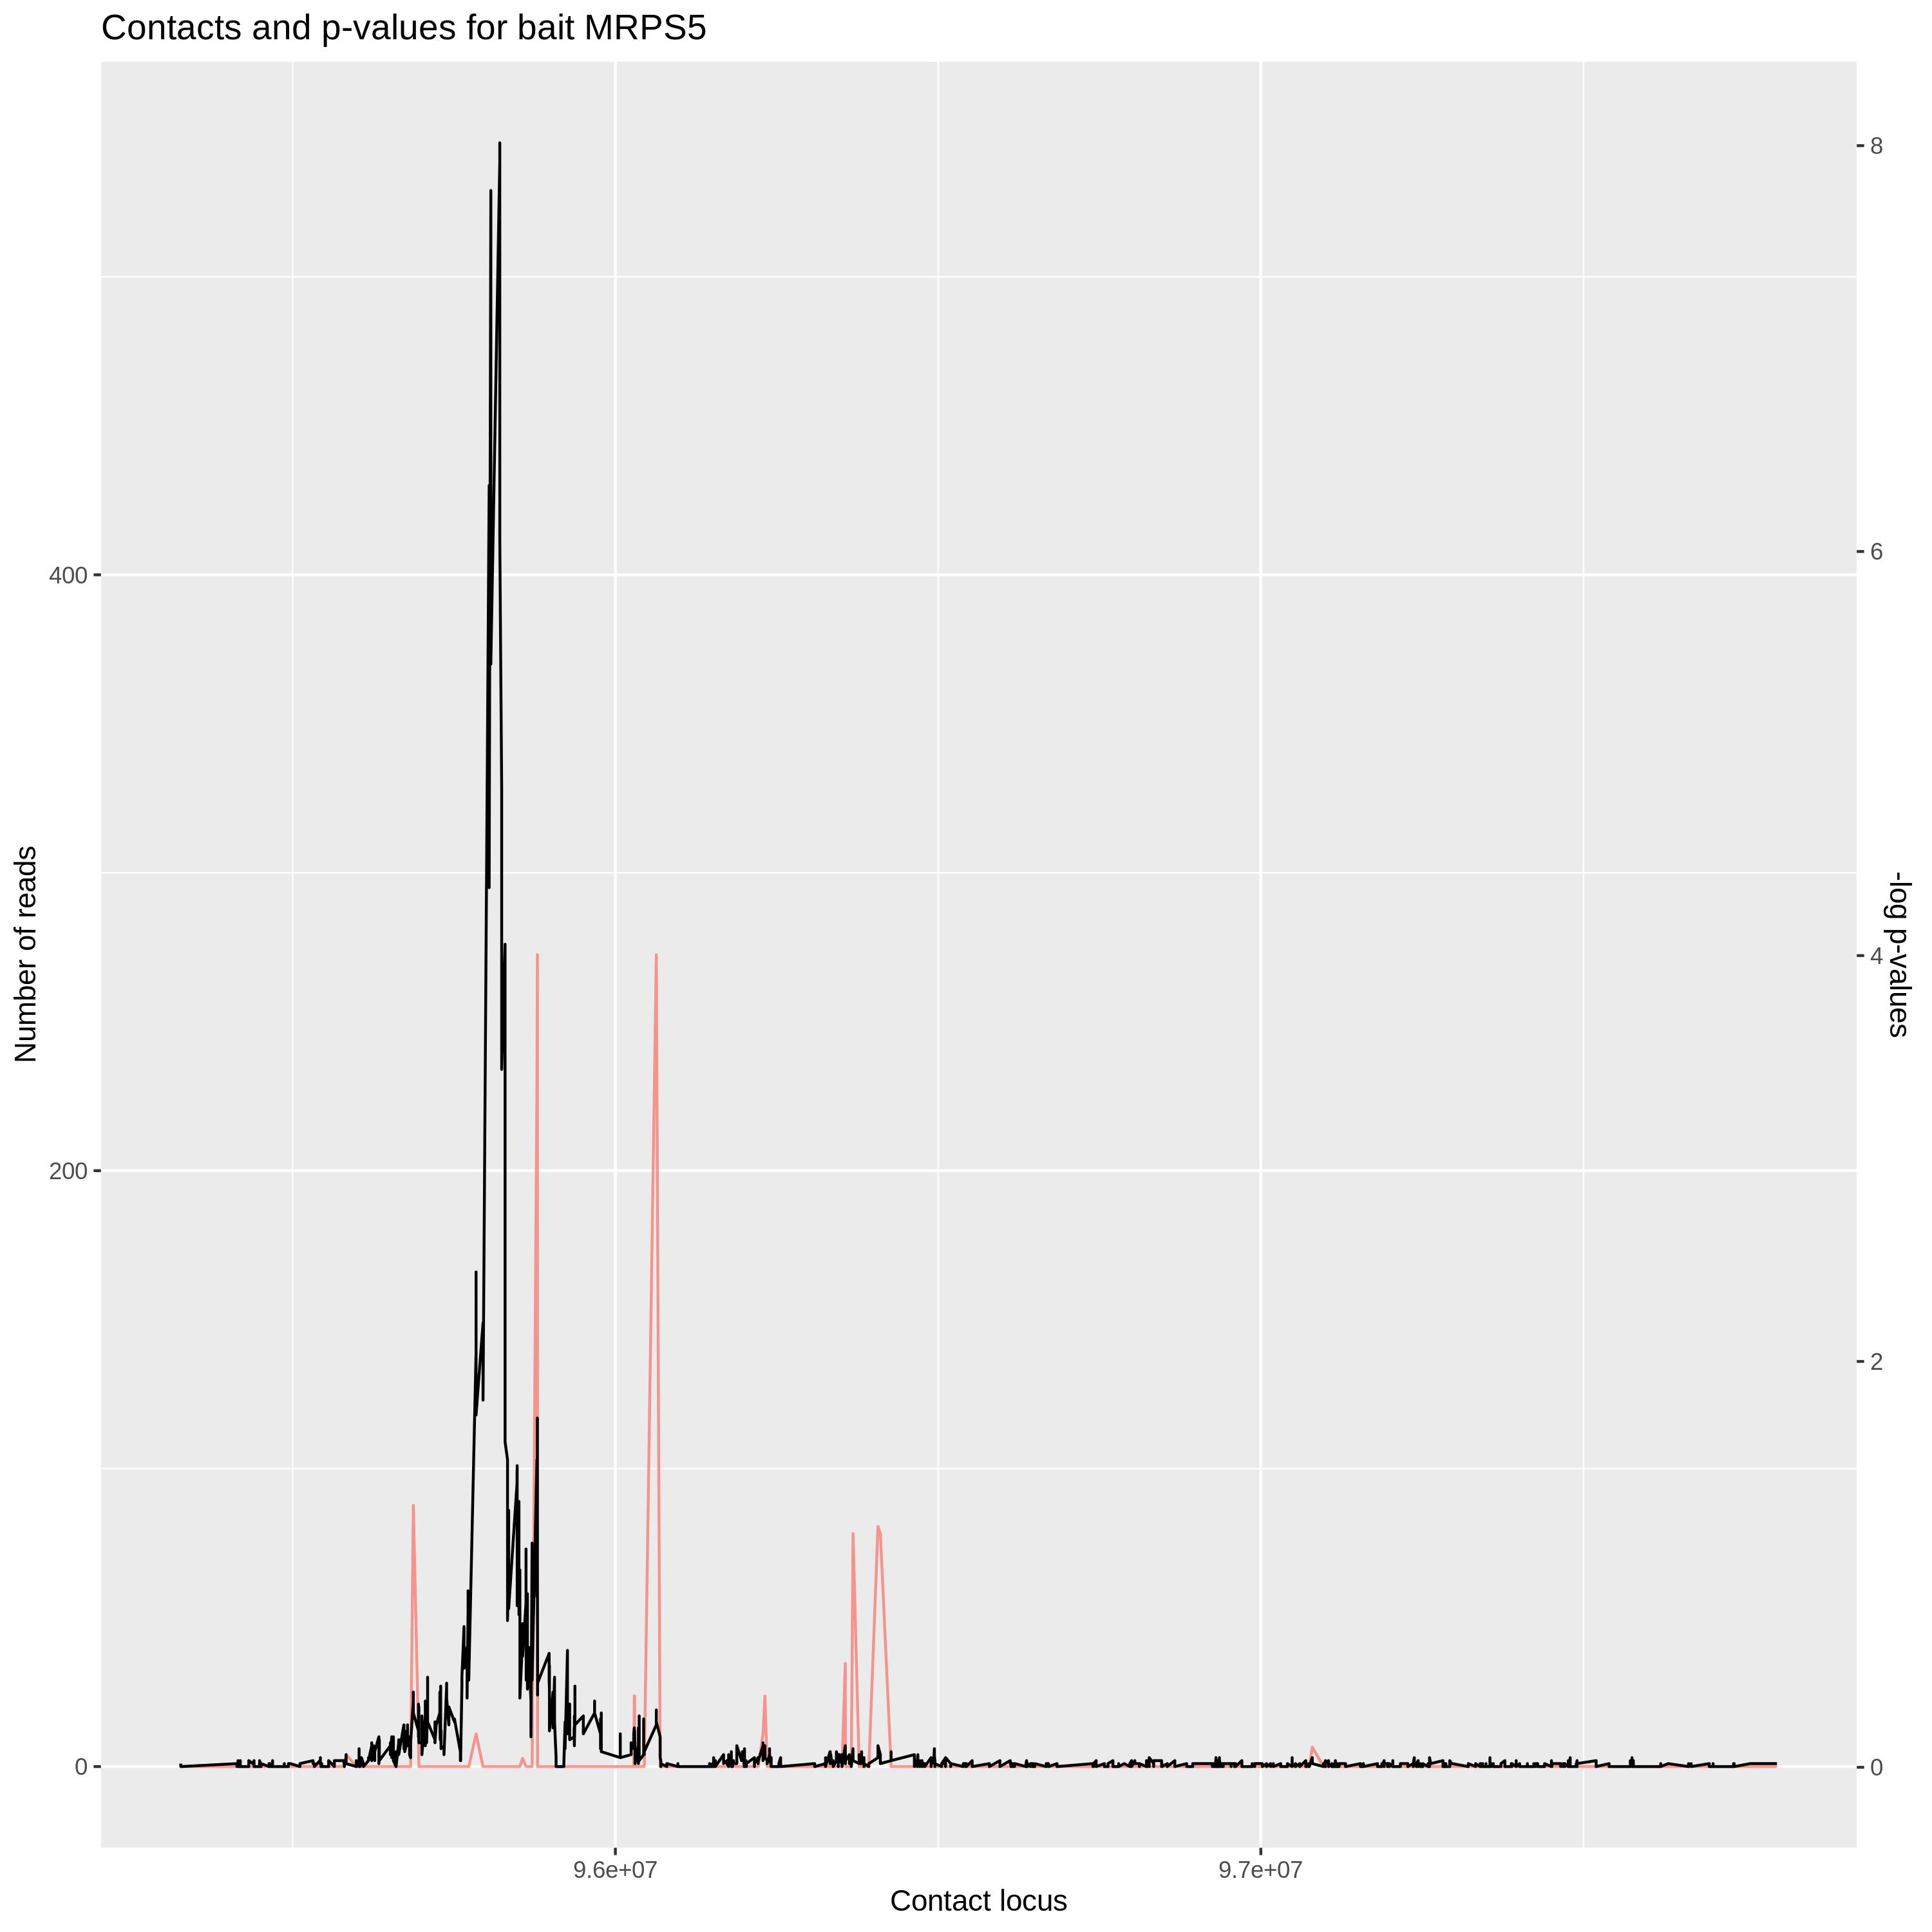 Contacts and p-values for bait MRPS5
Number of reads
400
200
0
8
6
4
2
0
-log p-values
9.6e+07
9.7e+07
Contact locus